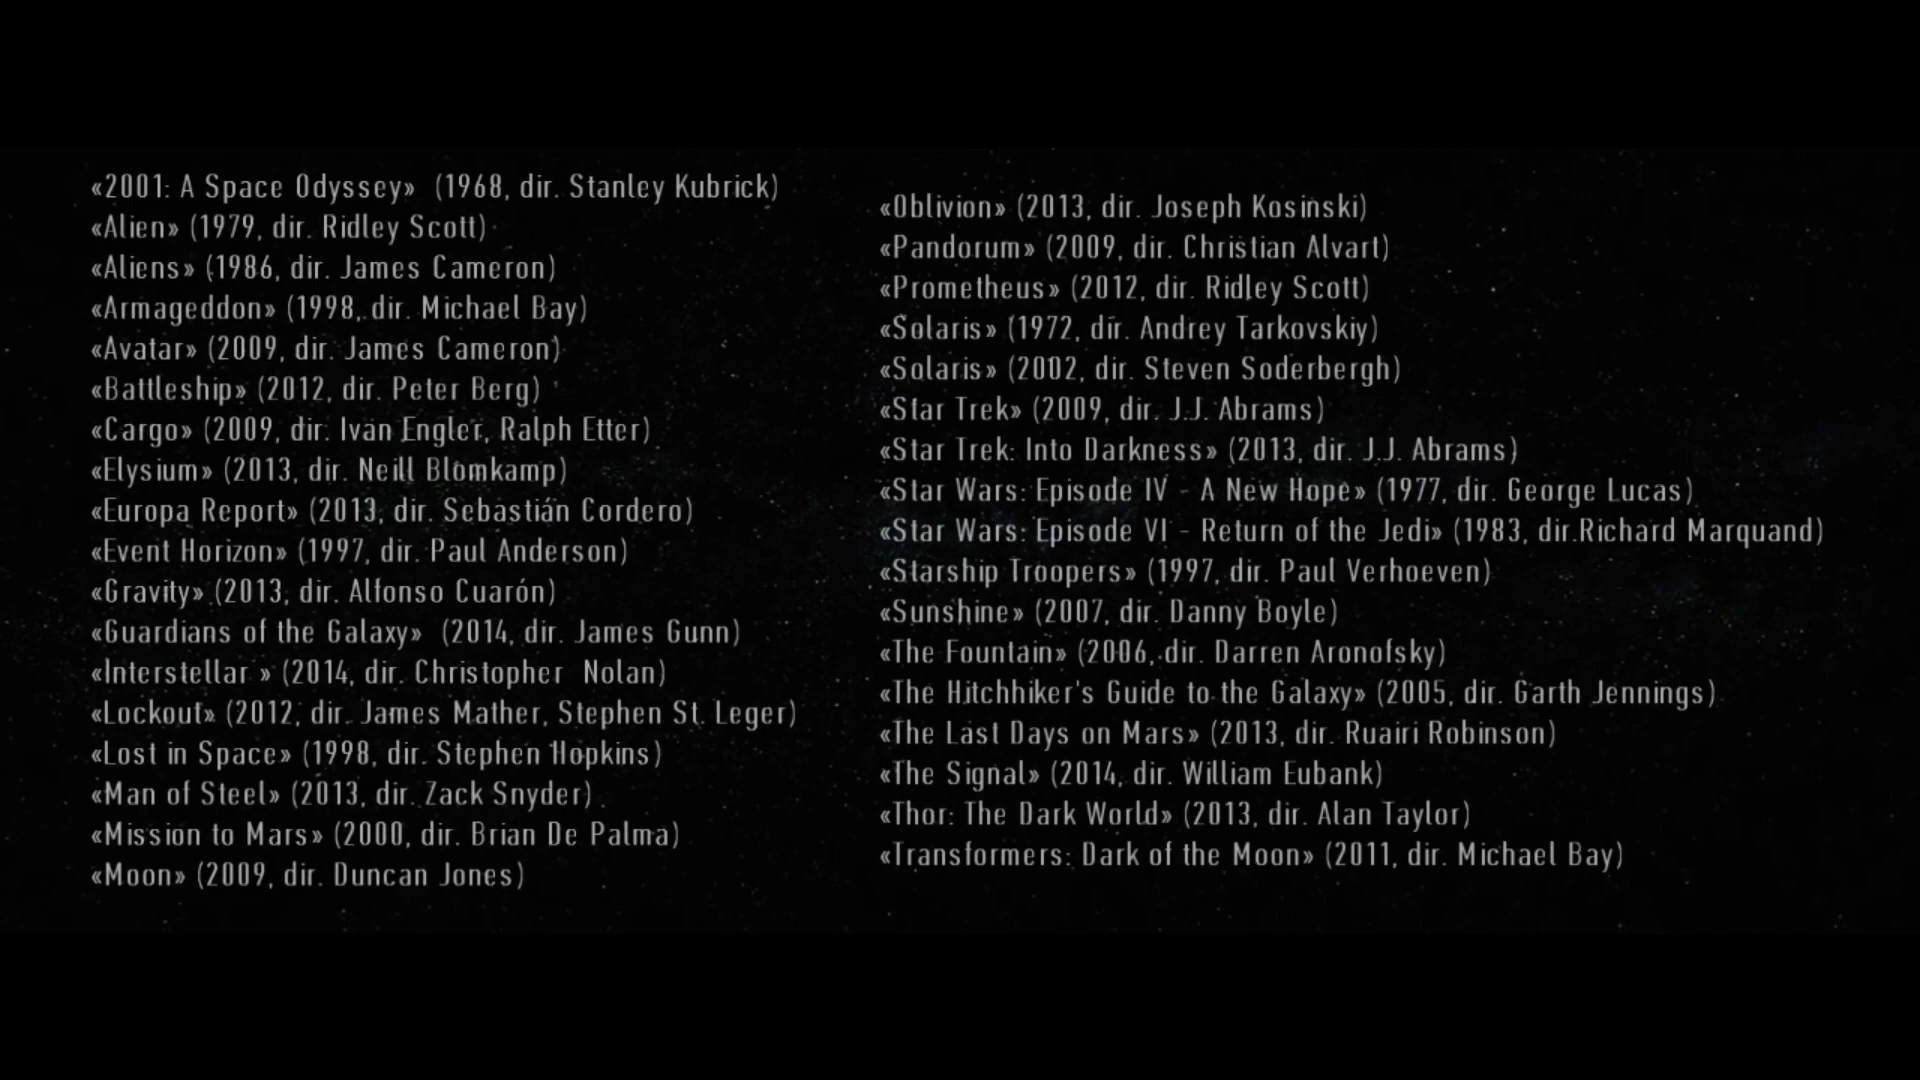 «2001: A Space Odyssey» (1968, dir. Stanley Kubrick)
«Alien» (1979, dir. Ridley Scott)
«Aliens» (1986, dir. James Cameron)
«Armageddon» (1998, dir. Michael Bay)
«Avatar» (2009, dir. James Cameron)
«Battleship» (2012, dir. Peter Berg)
«Cargo» (2009, dir. Ivan Engler, Ralph Etter)
«Elysium» (2013, dir. Neill Blomkamp)
«Europa Report» (2013, dir. Sebastián Cordero)
«Event Horizon» (1997, dir. Paul Anderson)
«Gravity» (2013, dir. Alfonso Cuarón)
«Guardians of the Galaxy» (2014, dir. James Gunn)
«Interstellar » (2014, dir. Christopher Nolan)
«Lockout» (2012, dir. James Mather, Stephen St. Leger)
«Lost in Space» (1998, dir. Stephen Hopkins)
«Man of Steel» (2013, dir. Zack Snyder)
«Mission to Mars» (2000, dir. Brian De Palma)
«Moon» (2009, dir. Duncan Jones)
«Oblivion» (2013, dir. Joseph Kosinski)
«Pandorum» (2009, dir. Christian Alvart)
«Prometheus» (2012, dir. Ridley Scott)
«Solaris» (1972, dir. Andrey Tarkovskiy)
«Solaris» (2002, dir. Steven Soderbergh)
«Star Trek» (2009, dir. J.J. Abrams)
«Star Trek: Into Darkness» (2013, dir. J.J. Abrams)
«Star Wars: Episode IV - A New Hope» (1977, dir. George Lucas)
«Star Wars: Episode VI - Return of the Jedi» (1983, dir.Richard Marquand)
«Starship Troopers» (1997, dir. Paul Verhoeven)
«Sunshine» (2007, dir. Danny Boyle)
«The Fountain» (2006, dir. Darren Aronofsky)
«The Hitchhiker's Guide to the Galaxy» (2005, dir. Garth Jennings)
«The Last Days on Mars» (2013, dir. Ruairi Robinson)
«The Signal» (2014, dir. William Eubank)
«Thor: The Dark World» (2013, dir. Alan Taylor)
«Transformers: Dark of the Moon» (2011, dir. Michael Bay)